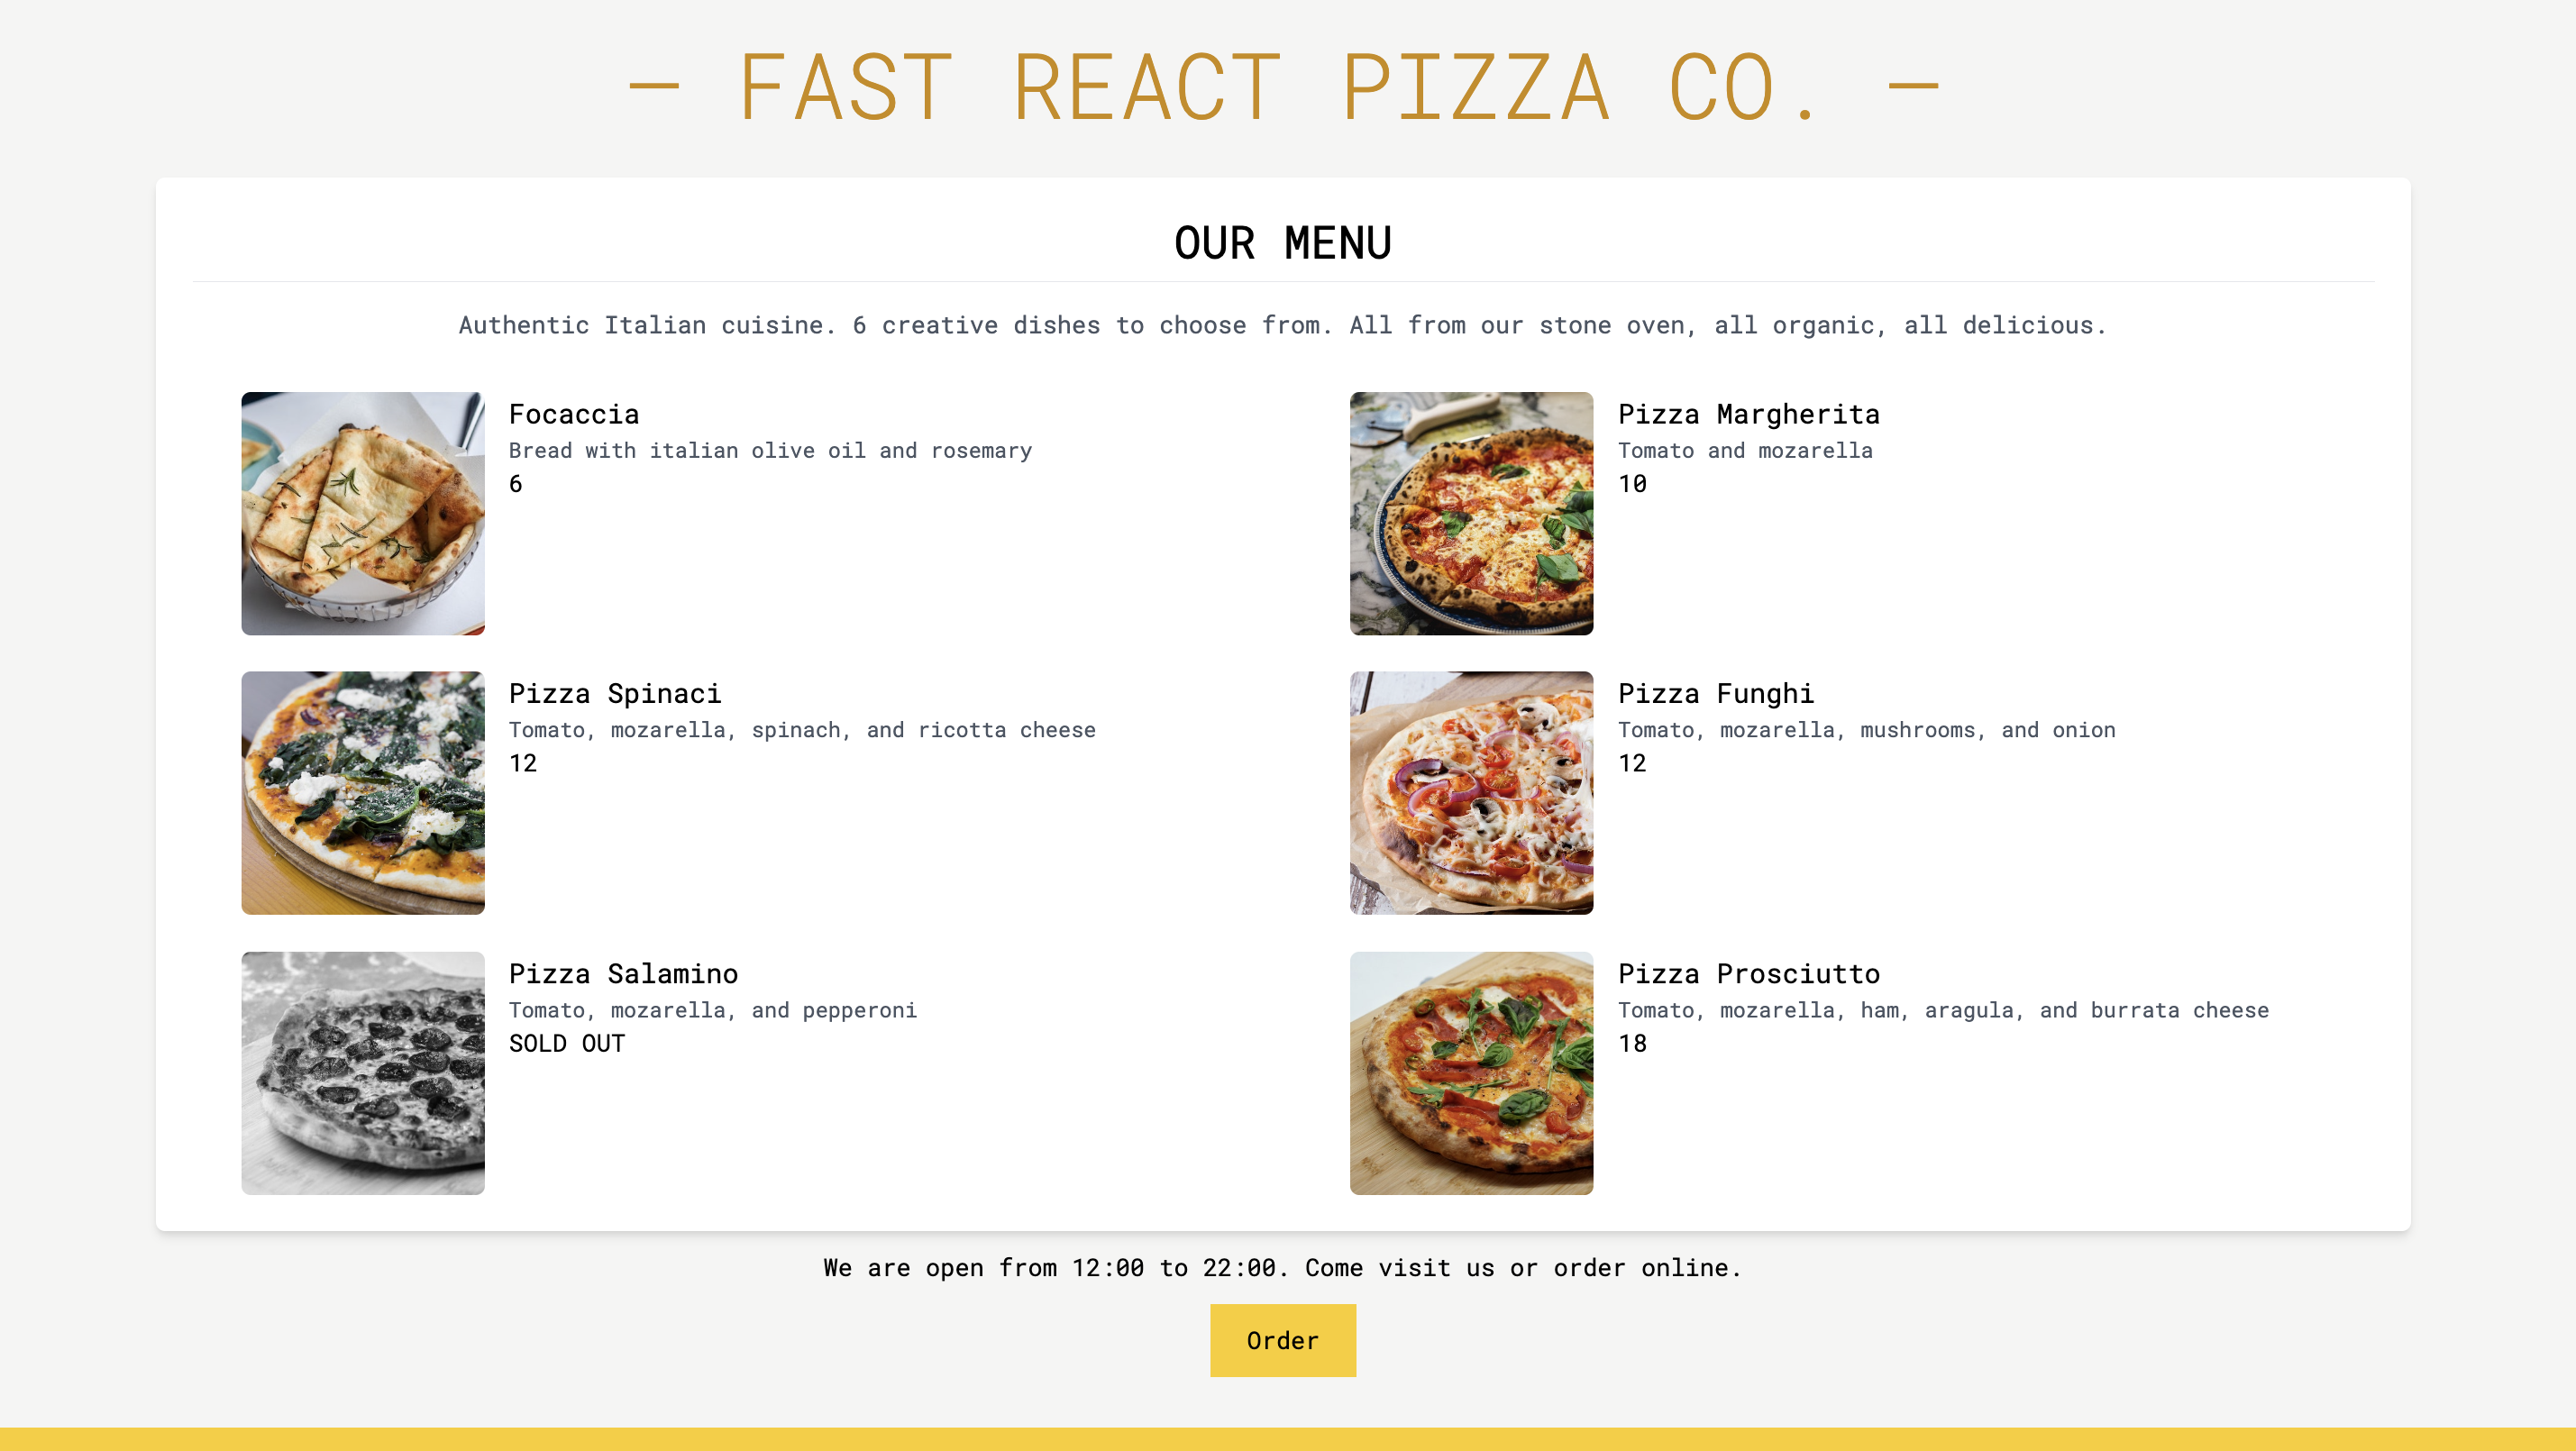 — FAST REACT PIZZA CO. —
OUR MENU
Authentic Italian cuisine. 6 creative dishes to choose from. All from our stone oven, all organic, all delicious.
Focaccia
Bread with italian olive oil and rosemary
6
Pizza Margherita
Tomato and mozarella
10
Pizza Spinaci
Tomato, mozarella, spinach, and ricotta cheese
12
Pizza Funghi
Tomato, mozarella, mushrooms, and onion
12
Pizza Salamino
Tomato, mozarella, and pepperoni
SOLD OUT
Pizza Prosciutto
Tomato, mozarella, ham, aragula, and burrata cheese
18
We are open from 12:00 to 22:00. Come visit us or order online.
Order